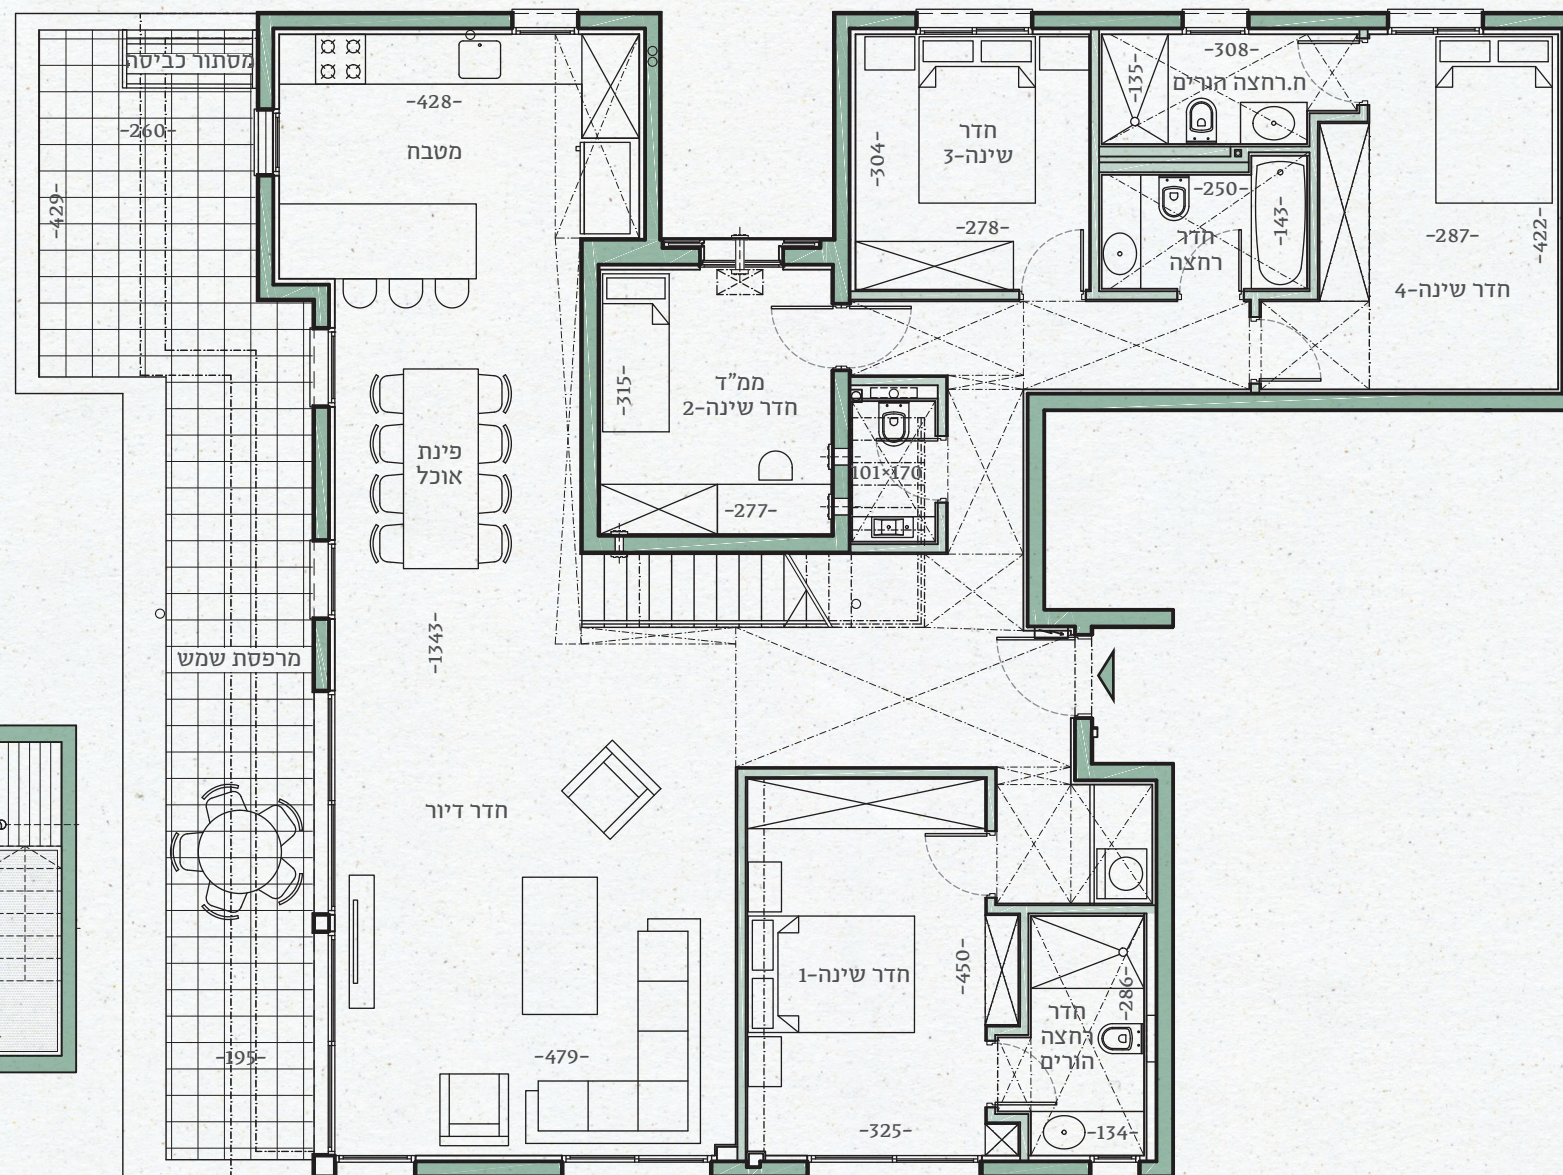 מסתור כביסה
-260-
-429-
-428-
מטבח
-304-
חדר
שינה-3
-278-
-135-
-308-
ח.רחצה הורים
-250-
-143-
חדר
רחצה
-287-
-422-
חדר שינה-4
-315-
ממ"ד
חדר שינה-2
-277-
101×170
פינת
אוכל
-1343-
מרפסת שמש
חדר דיור
-195-
-479-
חדר שינה-1
-450-
-325-
-286-
חדר
רחצה
הורים
-134-